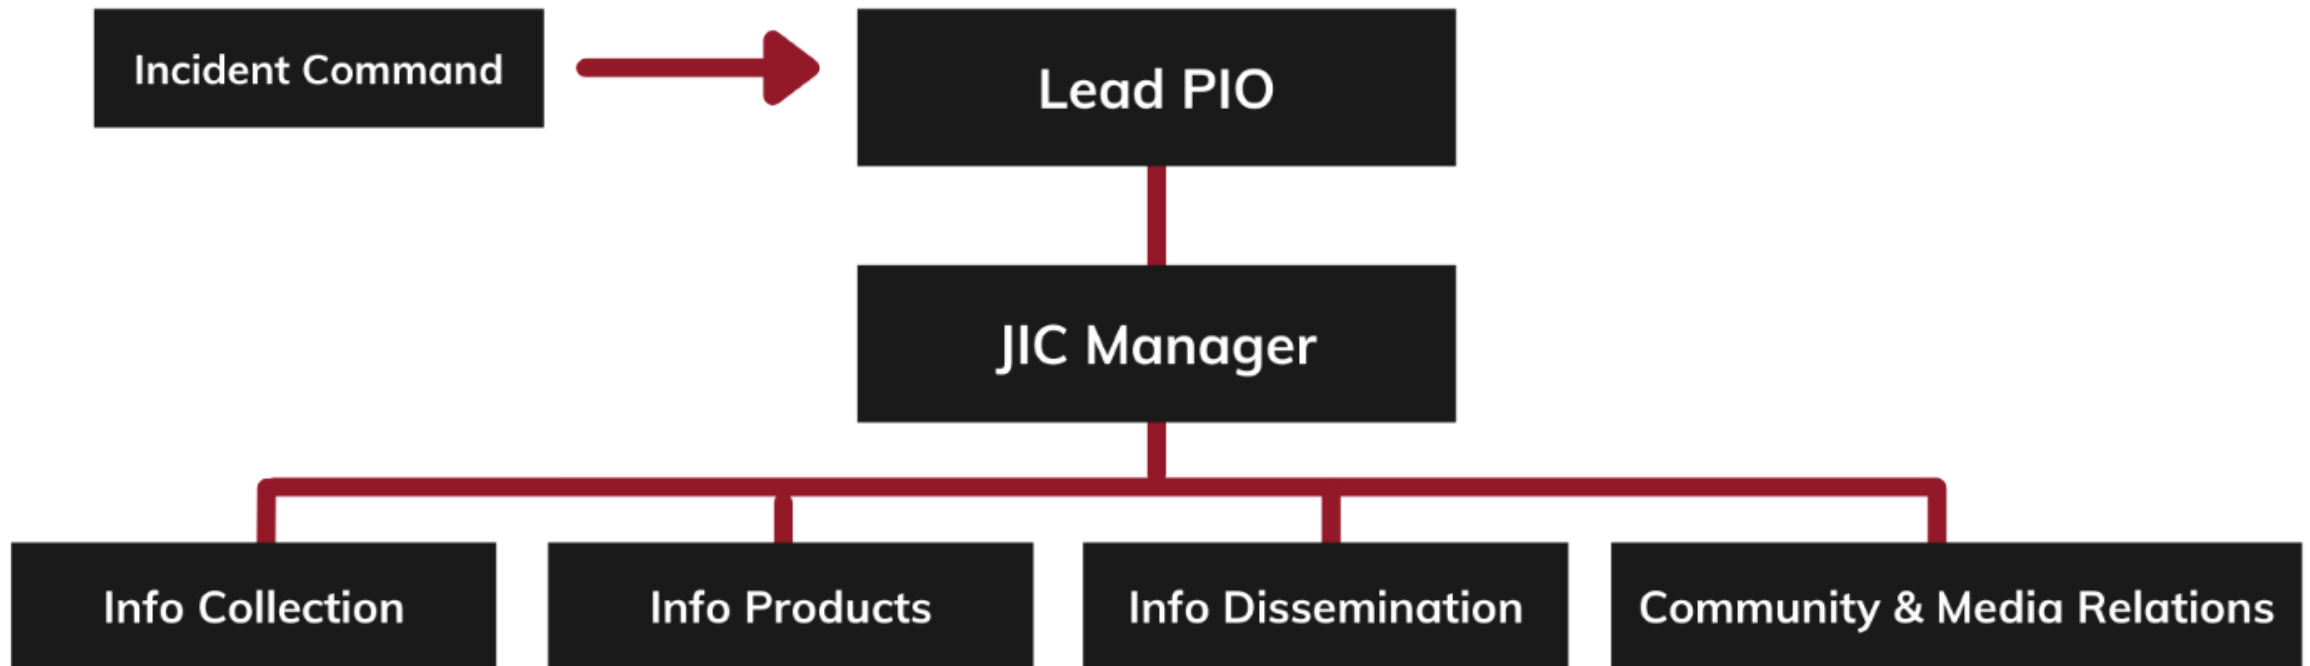 Incident Command
Lead PIO
JIC Manager
Info Collection
Info Products
Info Dissemination
Community & Media Relations